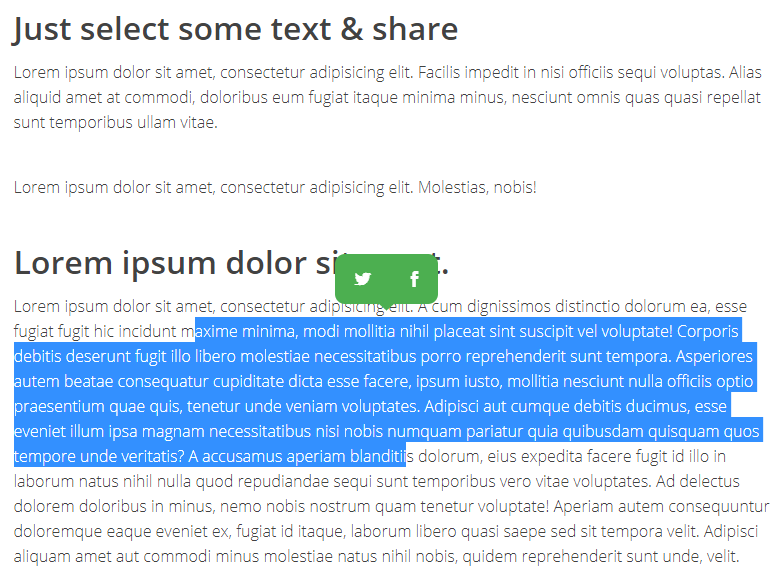 Just select some text & share
Lorem ipsum dolor sit amet, consectetur adipisicing elit. Facilis impedit in nisi officiis sequi voluptas. Alias
aliquid amet at commodi, doloribus eum fugiat itaque minima minus, nesciunt omnis quas quasi repellat
sunt temporibus ullam vitae.
Lorem ipsum dolor sit amet, consectetur adipisicing elit. Molestias, nobis!
Lorem ipsum dolor
Lorem ipsum dolor sit amet, consectetur adipisicing elit. A cum dignissimos distinctio dolorum ea, esse
fugiat fugit hic incidunt maxime minima, modi mollitia nihil placeat sint suscipit vel voluptate! Corporis
debitis deserunt fugit illo libero molestiae necessitatibus porro reprehenderit sunt tempora. Asperiores
autem beatae consequatur cupiditate dicta esse facere, ipsum iusto, mollitia nesciunt nulla officiis optio
praesentium quae quis, tenetur unde veniam voluptates. Adipisci aut cumque debitis ducimus, esse
eveniet illum ipsa magnam necessitatibus nisi nobis numquam pariatur quia quibusdam quisquam quos
tempore unde veritatis? A accusamus aperiam blanditiis dolorum, eius expedita facere fugit id illo in
laborum natus nihil nulla quod repudiandae sequi sunt temporibus vero vitae voluptates. Ad delectus
dolorem doloribus in minus, nemo nobis nostrum quam tenetur voluptate! Aperiam autem consequuntur
doloremque eaque eveniet ex, fugiat id itaque, laborum libero quasi saepe sed sit tempora velit. Adipisci
aliquam amet aut commodi minus molestiae natus nihil nobis, quidem reprehenderit sunt unde, velit.